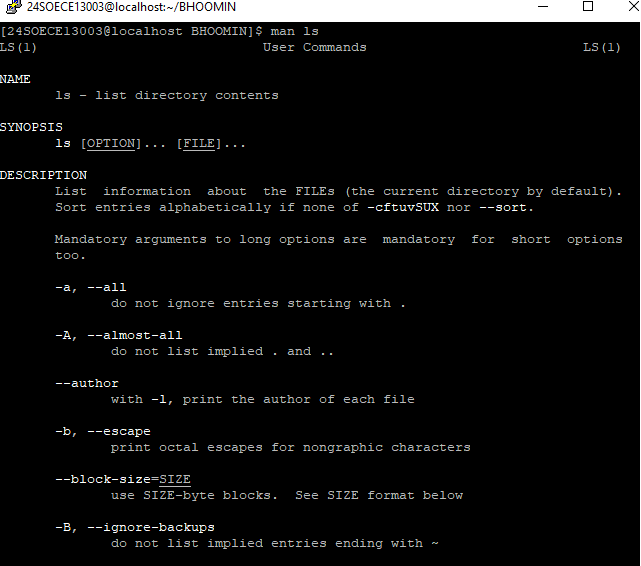 24SOECE13003@localhost:~/BHOOMIN
[24SOECE13003@localhost BHOOMIN]$ man ls
LS(1) User Commands LS(1)
NAME
ls - list directory contents
SYNOPSIS
ls [OPTION]... [FILE]...
DESCRIPTION
List information about the FILEs (the current directory by default).
Sort entries alphabetically if none of -cftuvSUX nor --sort.
Mandatory arguments to long options are mandatory for short options
too.
-a, --all
do not ignore entries starting with .
-A, --almost-all
do not list implied . and ..
--author
with -l, print the author of each file
-b, --escape
print octal escapes for nongraphic characters
--block-size=SIZE
use SIZE-byte blocks. See SIZE format below
-B, --ignore-backups
do not list implied entries ending with ~